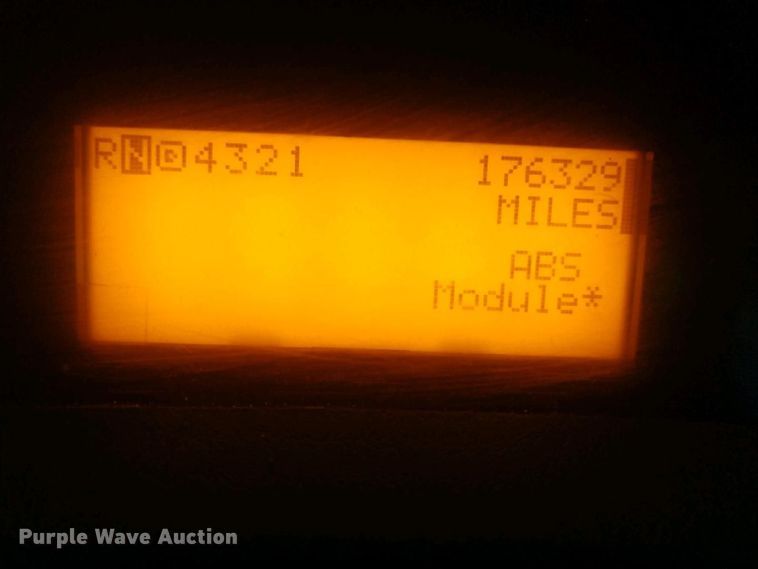 RNⒹ4321 176329
MILES
ABS
Module*
Purple Wave Auction